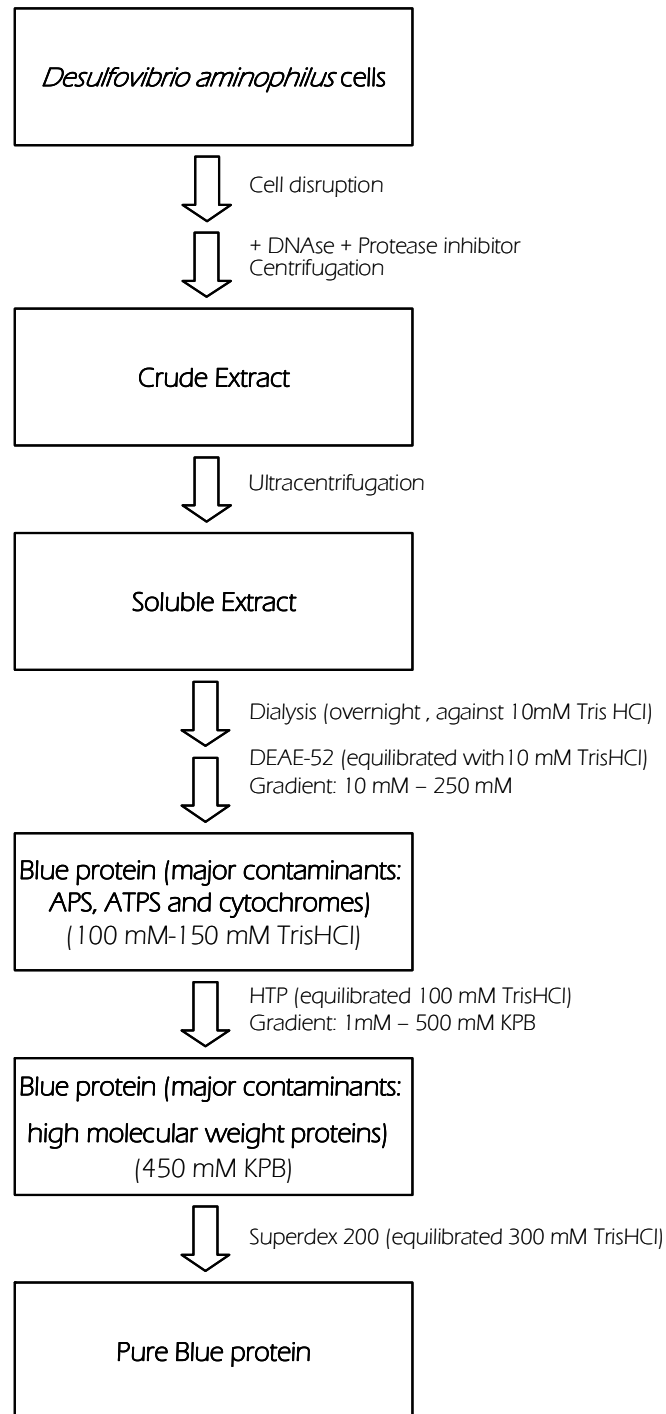 Desulfovibrio aminophilus cells
Cell disruption
+ DNAse + Protease inhibitor
Centrifugation
Crude Extract
Ultracentrifugation
Soluble Extract
Dialysis (overnight , against 10mM Tris HCl)
DEAE-52 (equilibrated with10 mM TrisHCl)
Gradient: 10 mM – 250 mM
Blue protein (major contaminants:
APS, ATPS and cytochromes)
(100 mM-150 mM TrisHCl)
HTP (equilibrated 100 mM TrisHCl)
Gradient: 1mM – 500 mM KPB
Blue protein (major contaminants:
high molecular weight proteins)
(450 mM KPB)
Superdex 200 (equilibrated 300 mM TrisHCl)
Pure Blue protein